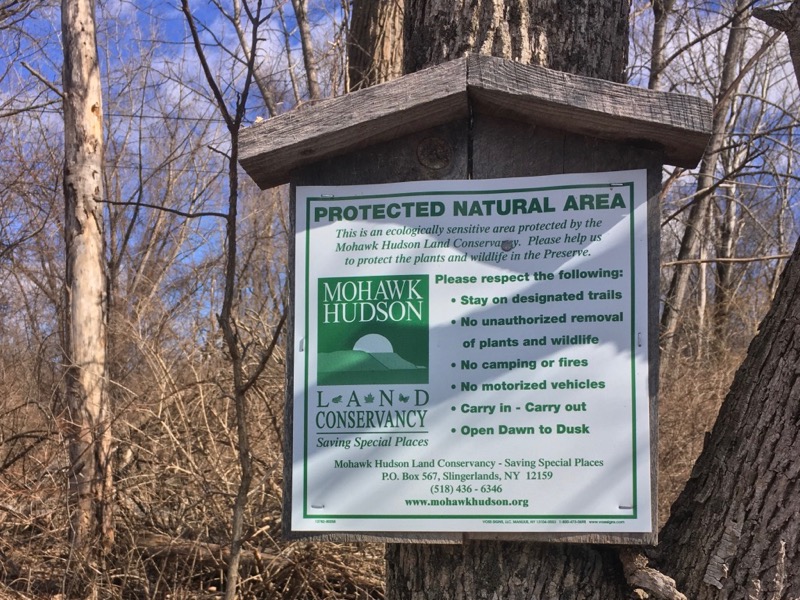 PROTECTED NATURAL AREA
This is an ecologically sensitive area protected by the
Mohawk Hudson Land Conservancy. Please help us
to protect the plants and wildlife in the Preserve.
MOHAWK
HUDSON
LAND
CONSERVANCY
Saving Special Places
Please respect the following:
• Stay on designated trails
• No unauthorized removal
of plants and wildlife
• No camping or fires
• No motorized vehicles
• Carry in - Carry out
• Open Dawn to Dusk
Mohawk Hudson Land Conservancy - Saving Special Places
P.O. Box 567, Slingerlands, NY 12159
(518) 436 - 6346
www.mohawkhudson.org